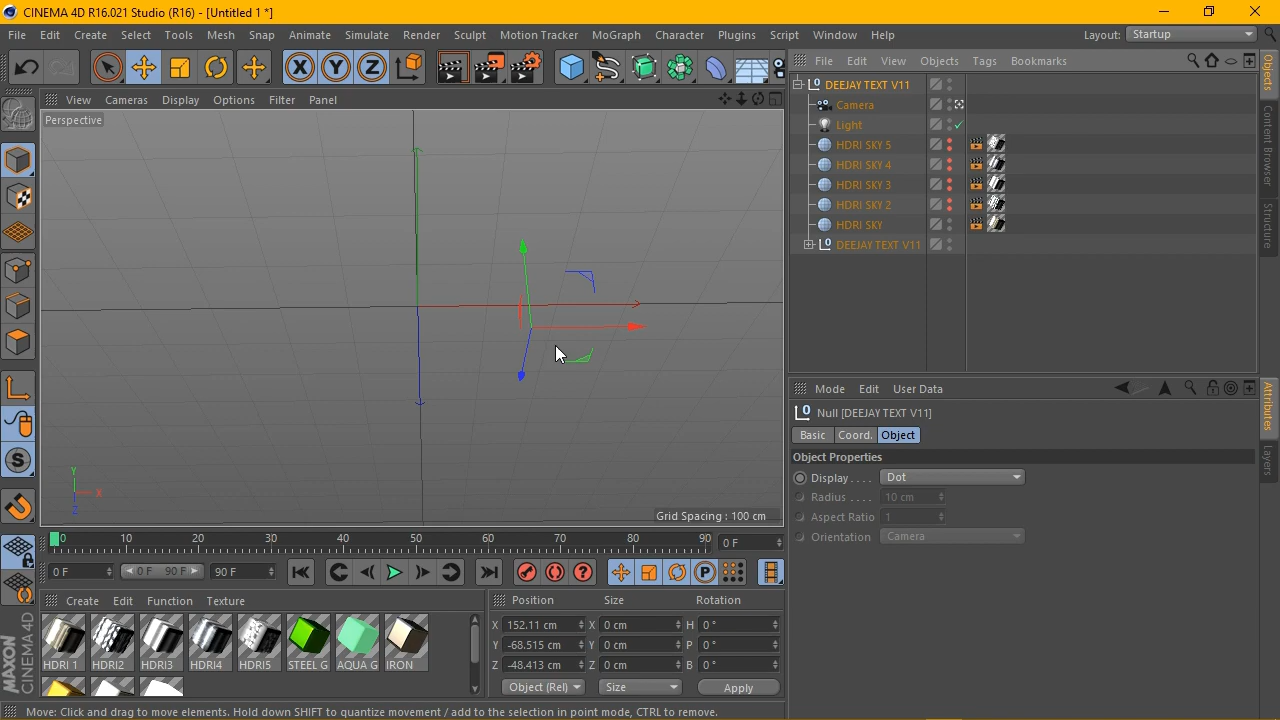 CINEMA 4D R16.021 Studio (R16) - [Untitled 1 *]
File Edit Create Select Tools Mesh Snap Animate Simulate Render Sculpt Motion Tracker MoGraph Character Plugins Script Window Help Layout: Startup
X Y Z
File Edit View Objects Tags Bookmarks
View Cameras Display Options Filter Panel
Perspective
DEEJAY TEXT V11
Camera
Light
HDRI SKY 5
HDRI SKY 4
HDRI SKY 3
HDRI SKY 2
HDRI SKY
DEEJAY TEXT V11
Objects
Content Browser
Structure
Y
X
Z
Grid Spacing : 100 cm
Mode Edit User Data
Null [DEEJAY TEXT V11]
Basic Coord. Object
Object Properties
Display . . . . Dot
Radius . . . . 10 cm
Aspect Ratio 1
Orientation Camera
Attributes
Layers
0 10 20 30 40 50 60 70 80 90 0 F
0 F 0 F 90 F 90 F
P
Create Edit Function Texture
HDRI 1 HDRI2 HDRI3 HDRI4 HDRI5 STEEL G AQUA G IRON
Position Size Rotation
X 152.11 cm X 0 cm H 0 °
Y -68.515 cm Y 0 cm P 0 °
Z -48.413 cm Z 0 cm B 0 °
Object (Rel) Size Apply
MAXON
CINEMA 4D
Move: Click and drag to move elements. Hold down SHIFT to quantize movement / add to the selection in point mode, CTRL to remove.